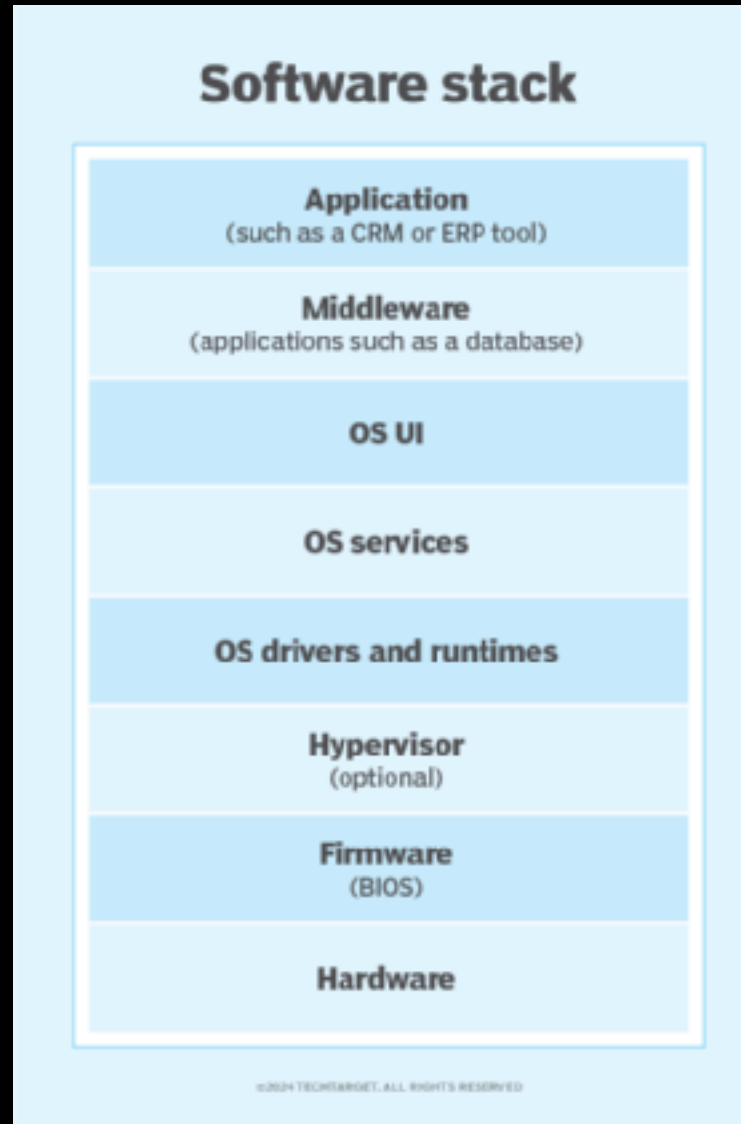 Software stack
Application
(such as a CRM or ERP tool)
Middleware
(applications such as a database)
OS UI
OS services
OS drivers and runtimes
Hypervisor
(optional)
Firmware
(BIOS)
Hardware
©2024 TECHTARGET. ALL RIGHTS RESERVED